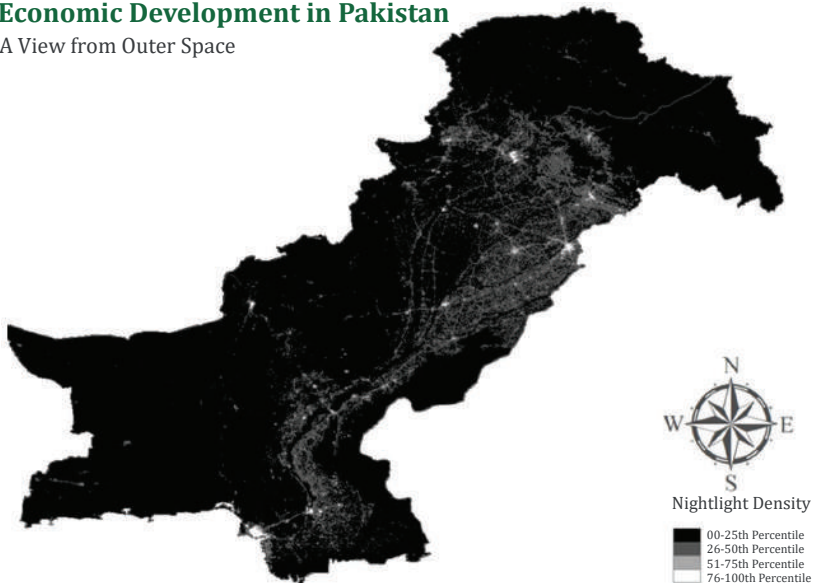 Economic Development in Pakistan
A View from Outer Space
N
W
E
S
Nightlight Density
00-25th Percentile
26-50th Percentile
51-75th Percentile
76-100th Percentile